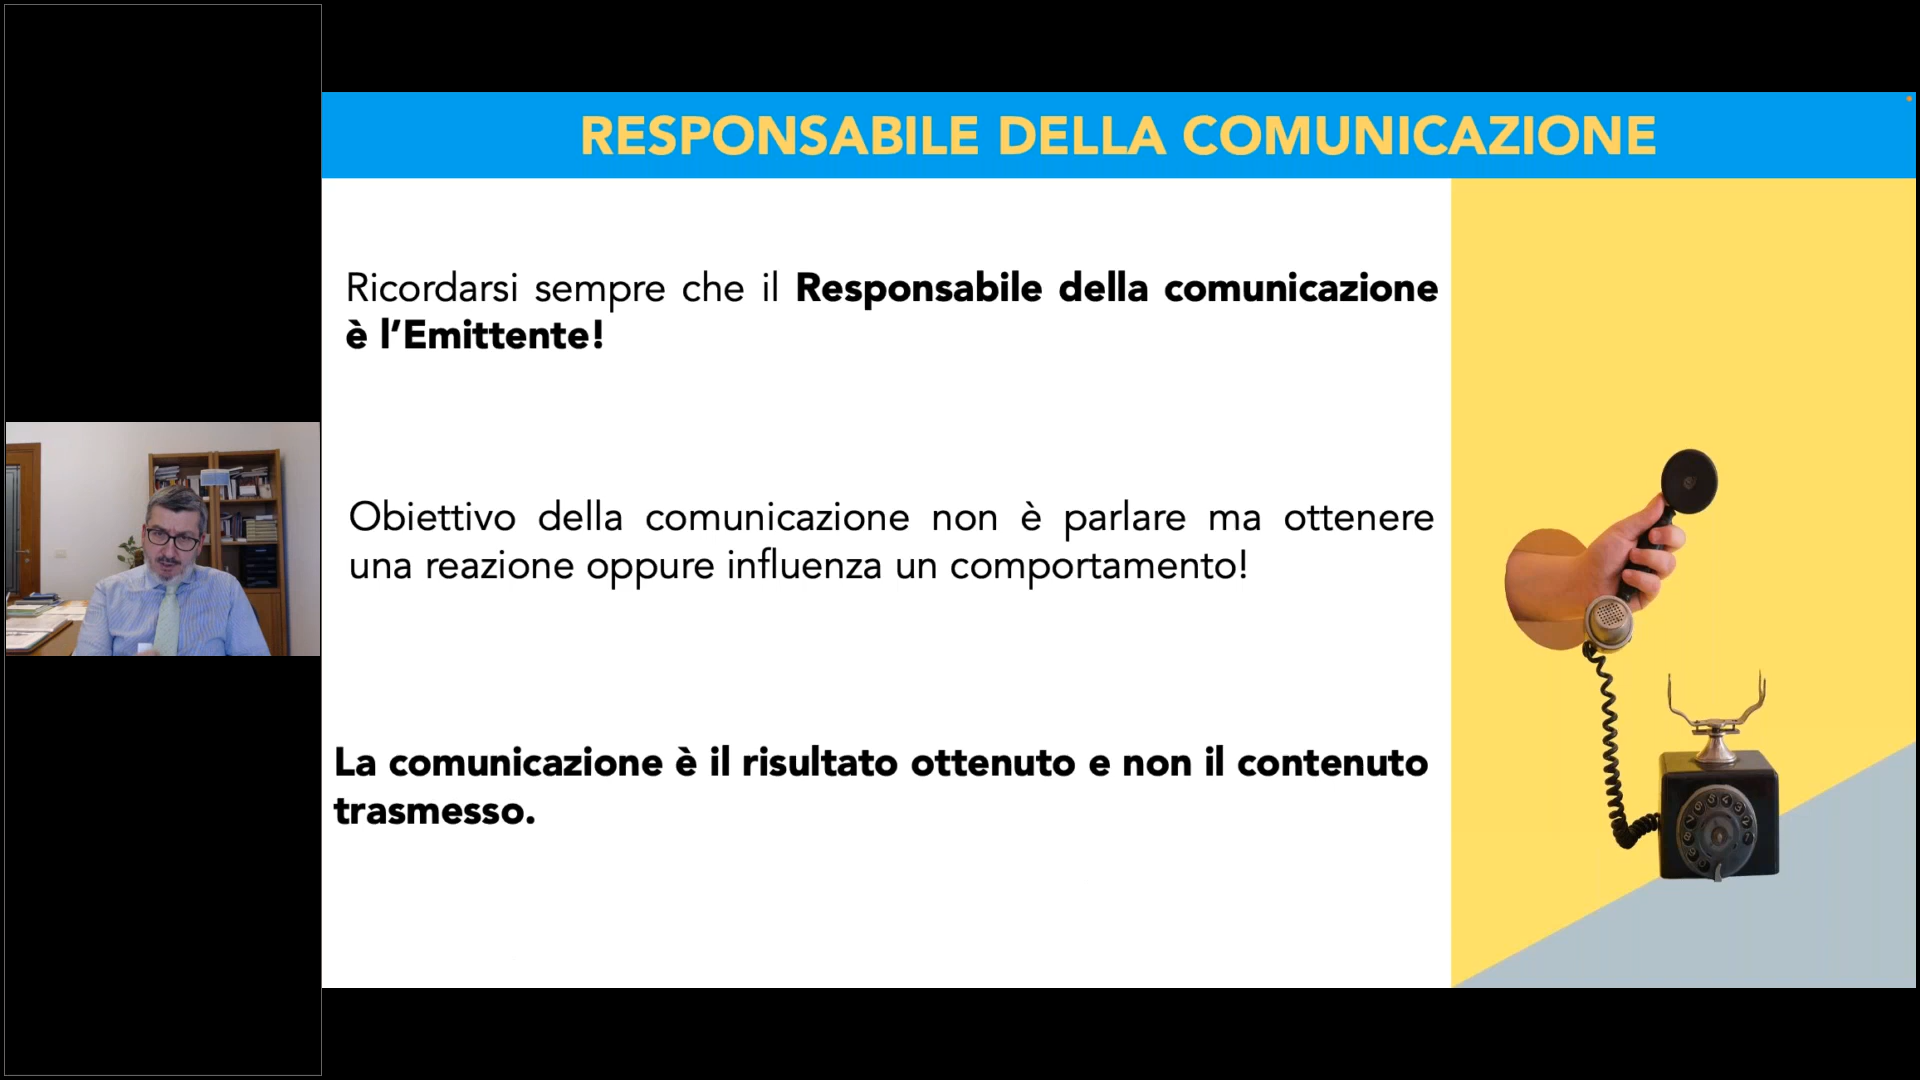 RESPONSABILE DELLA COMUNICAZIONE
Ricordarsi sempre che il Responsabile della comunicazione
è l’Emittente!
Obiettivo della comunicazione non è parlare ma ottenere
una reazione oppure influenza un comportamento!
La comunicazione è il risultato ottenuto e non il contenuto
trasmesso.